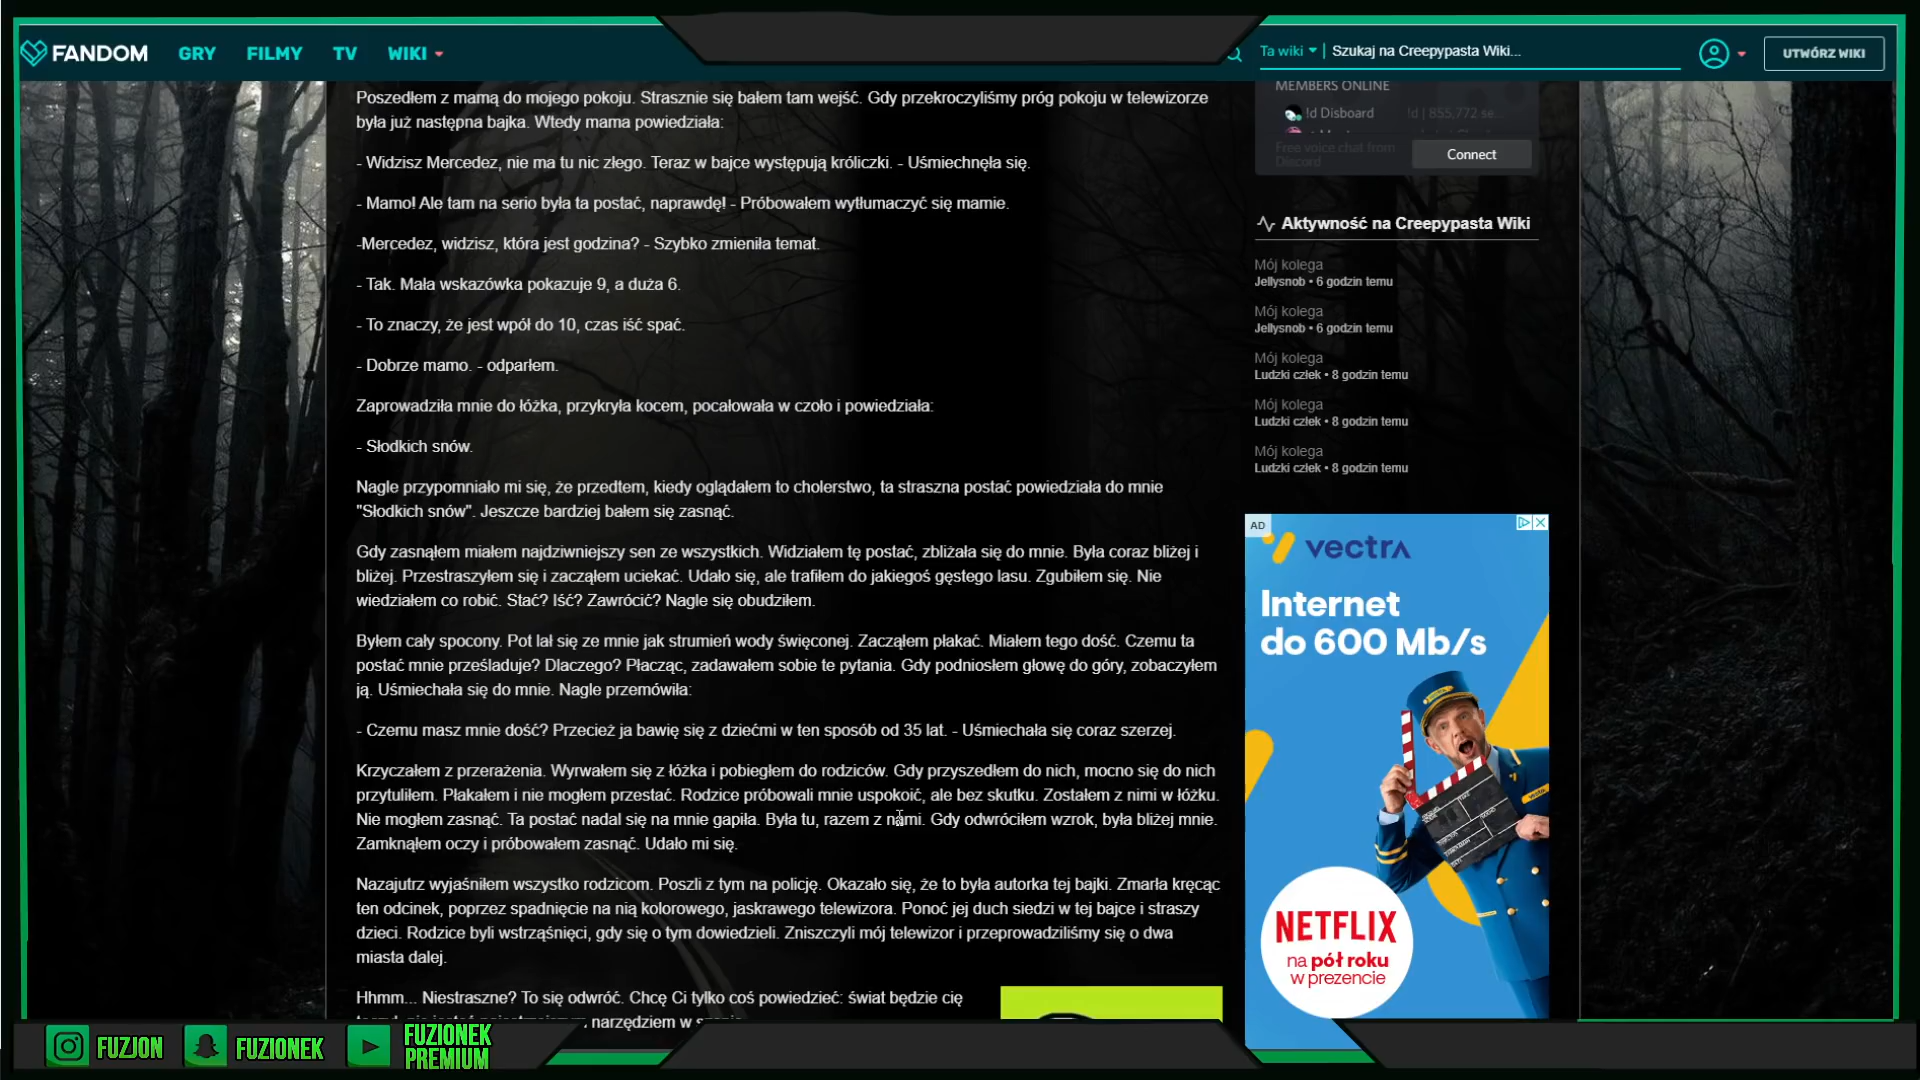 FANDOM
GRY
FILMY
TV
WIKI
Ta wiki
Szukaj na Creepypasta Wiki...
UTWÓRZ WIKI
Poszedłem z mamą do mojego pokoju. Strasznie się bałem tam wejść. Gdy przekroczyliśmy próg pokoju w telewizorze
była już następna bajka. Wtedy mama powiedziała:
- Widzisz Mercedez, nie ma tu nic złego. Teraz w bajce występują króliczki. - Uśmiechnęła się.
- Mamo! Ale tam na serio była ta postać, naprawdę! - Próbowałem wytłumaczyć się mamie.
-Mercedez, widzisz, która jest godzina? - Szybko zmieniła temat.
- Tak. Mała wskazówka pokazuje 9, a duża 6.
- To znaczy, że jest wpół do 10, czas iść spać.
- Dobrze mamo. - odparłem.
Zaprowadziła mnie do łóżka, przykryła kocem, pocałowała w czoło i powiedziała:
- Słodkich snów.
Nagle przypomniało mi się, że przedtem, kiedy oglądałem to cholerstwo, ta straszna postać powiedziała do mnie
"Słodkich snów". Jeszcze bardziej bałem się zasnąć.
Gdy zasnąłem miałem najdziwniejszy sen ze wszystkich. Widziałem tę postać, zbliżała się do mnie. Była coraz bliżej i
bliżej. Przestraszyłem się i zacząłem uciekać. Udało się, ale trafiłem do jakiegoś gęstego lasu. Zgubiłem się. Nie
wiedziałem co robić. Stać? Iść? Zawrócić? Nagle się obudziłem.
Byłem cały spocony. Pot lał się ze mnie jak strumień wody święconej. Zacząłem płakać. Miałem tego dość. Czemu ta
postać mnie prześladuje? Dlaczego? Płacząc, zadawałem sobie te pytania. Gdy podniosłem głowę do góry, zobaczyłem
ją. Uśmiechała się do mnie. Nagle przemówiła:
- Czemu masz mnie dość? Przecież ja bawię się z dziećmi w ten sposób od 35 lat. - Uśmiechała się coraz szerzej.
Krzyczałem z przerażenia. Wyrwałem się z łóżka i pobiegłem do rodziców. Gdy przyszedłem do nich, mocno się do nich
przytuliłem. Płakałem i nie mogłem przestać. Rodzice próbowali mnie uspokoić, ale bez skutku. Zostałem z nimi w łóżku.
Nie mogłem zasnąć. Ta postać nadal się na mnie gapiła. Była tu, razem z nami. Gdy odwróciłem wzrok, była bliżej mnie.
Zamknąłem oczy i próbowałem zasnąć. Udało mi się.
Nazajutrz wyjaśniłem wszystko rodzicom. Poszli z tym na policję. Okazało się, że to była autorka tej bajki. Zmarła kręcąc
ten odcinek, poprzez spadnięcie na nią kolorowego, jaskrawego telewizora. Ponoć jej duch siedzi w tej bajce i straszy
dzieci. Rodzice byli wstrząśnięci, gdy się o tym dowiedzieli. Zniszczyli mój telewizor i przeprowadziliśmy się o dwa
miasta dalej.
Hhmm... Niestraszne? To się odwróć. Chcę Ci tylko coś powiedzieć: świat będzie cię
narzędziem w
MEMBERS ONLINE
!d Disboard
!d | 855,772 se...
Free voice chat from
Discord
Connect
Aktywność na Creepypasta Wiki
Mój kolega
Jellysnob • 6 godzin temu
Mój kolega
Jellysnob • 6 godzin temu
Mój kolega
Ludzki człek • 8 godzin temu
Mój kolega
Ludzki człek • 8 godzin temu
Mój kolega
Ludzki człek • 8 godzin temu
AD
vectra
Internet
do 600 Mb/s
NETFLIX
na pół roku
w prezencie
FUZJON
FUZIONEK
FUZIONEK
PREMIUM